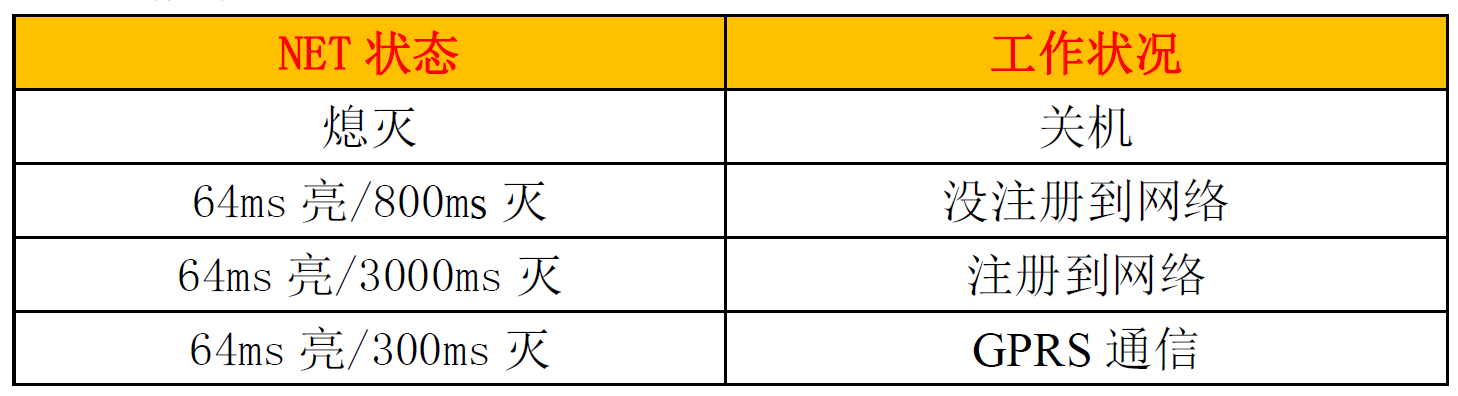 NET 状态 工作状况
熄灭 关机
64ms 亮/800ms 灭 没注册到网络
64ms 亮/3000ms 灭 注册到网络
64ms 亮/300ms 灭 GPRS 通信